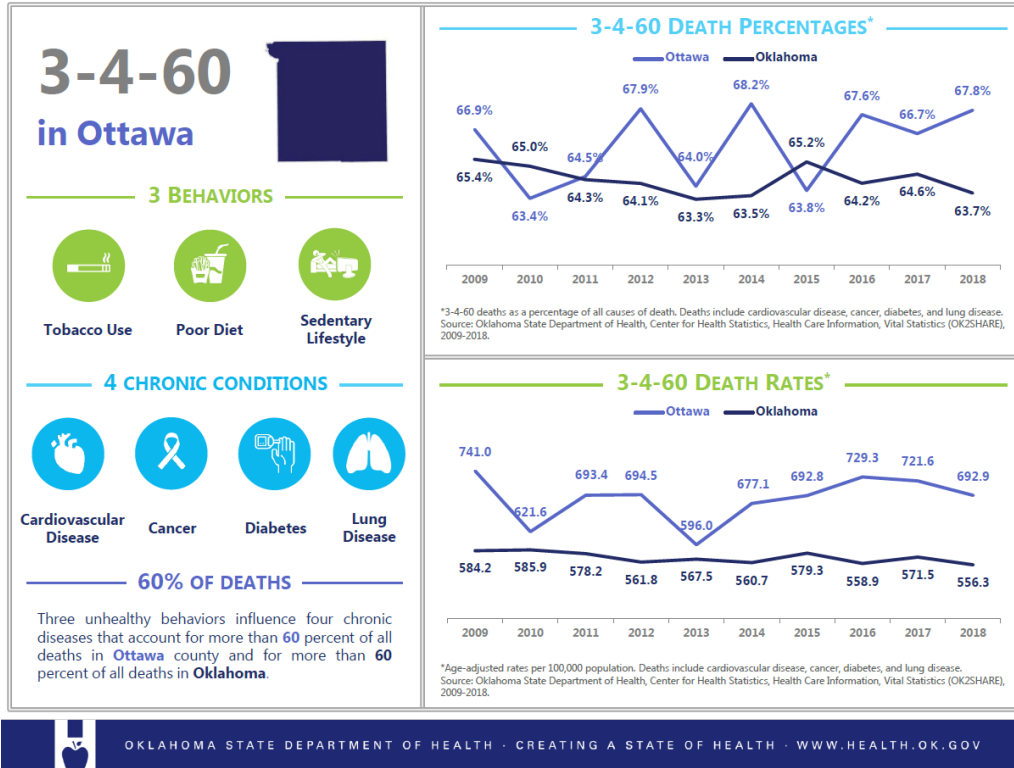 3-4-60
in Ottawa
3 BEHAVIORS
Tobacco Use
Poor Diet
Sedentary
Lifestyle
4 CHRONIC CONDITIONS
Cardiovascular
Disease
Cancer
Diabetes
Lung
Disease
60% OF DEATHS
Three unhealthy behaviors influence four chronic
diseases that account for more than 60 percent of all
deaths in Ottawa county and for more than 60
percent of all deaths in Oklahoma.
3-4-60 DEATH PERCENTAGES*
Ottawa Oklahoma
66.9% 63.4% 64.5% 67.9% 64.0% 68.2% 63.8% 67.6% 66.7% 67.8%
65.4% 65.0% 64.3% 64.1% 63.3% 63.5% 65.2% 64.2% 64.6% 63.7%
2009 2010 2011 2012 2013 2014 2015 2016 2017 2018
*3-4-60 deaths as a percentage of all causes of death. Deaths include cardiovascular disease, cancer, diabetes, and lung disease.
Source: Oklahoma State Department of Health, Center for Health Statistics, Health Care Information, Vital Statistics (OK2SHARE),
2009-2018.
3-4-60 DEATH RATES*
Ottawa Oklahoma
741.0 621.6 693.4 694.5 596.0 677.1 692.8 729.3 721.6 692.9
584.2 585.9 578.2 561.8 567.5 560.7 579.3 558.9 571.5 556.3
2009 2010 2011 2012 2013 2014 2015 2016 2017 2018
*Age-adjusted rates per 100,000 population. Deaths include cardiovascular disease, cancer, diabetes, and lung disease.
Source: Oklahoma State Department of Health, Center for Health Statistics, Health Care Information, Vital Statistics (OK2SHARE),
2009-2018.
OKLAHOMA STATE DEPARTMENT OF HEALTH · CREATING A STATE OF HEALTH · WWW.HEALTH.OK.GOV